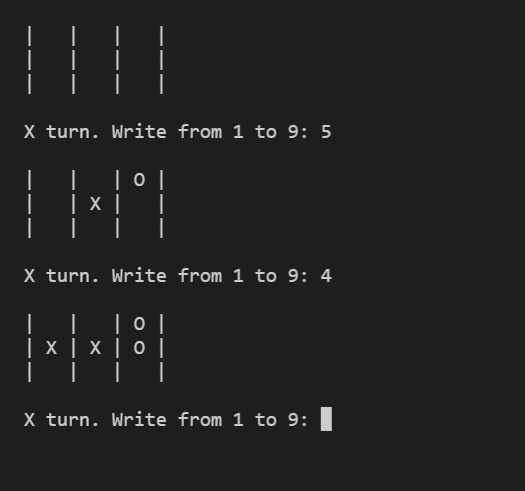 |   |   |   |
|   |   |   |
|   |   |   |
X turn. Write from 1 to 9: 5
|   |   | O |
|   | X |   |
|   |   |   |
X turn. Write from 1 to 9: 4
|   |   | O |
| X | X | O |
|   |   |   |
X turn. Write from 1 to 9: